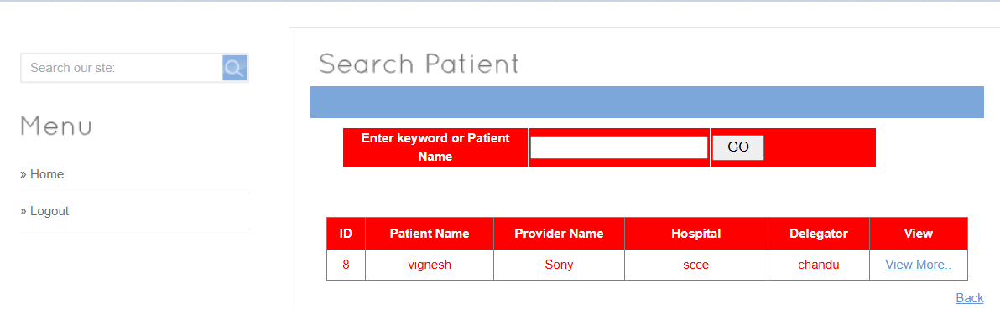 Search our ste:
Menu
» Home
» Logout
Search Patient
Enter keyword or Patient
Name
GO
ID Patient Name Provider Name Hospital Delegator View
8 vignesh Sony scce chandu View More..
Back